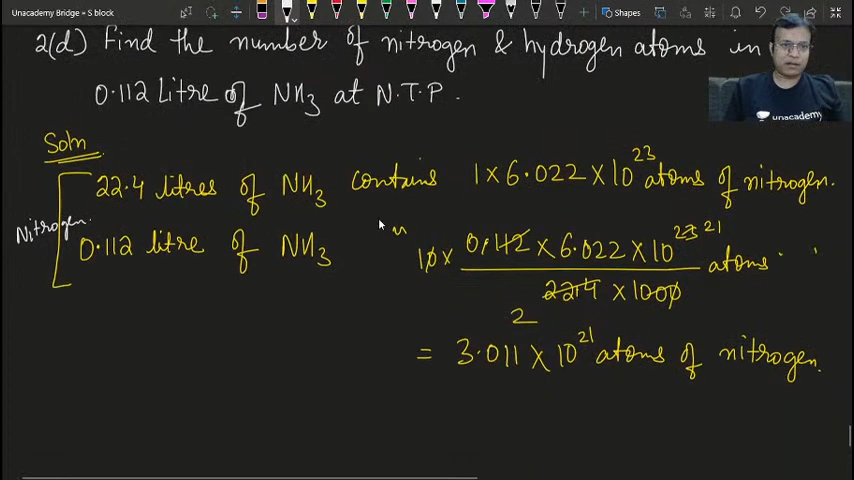 Unacademy Bridge = S block
Shapes
2(d) Find the number of nitrogen & hydrogen atoms in
0.112 Litre of NH3 at N.T.P.
unacademy
Soln
22.4 litres of NH3 contains 1 × 6.022 × 10^23 atoms of nitrogen.
Nitrogen.
0.112 litre of NH3 " 10 × 0.112 × 6.022 × 10^23 21 atoms
224 × 1000
2
= 3.011 × 10^21 atoms of nitrogen.